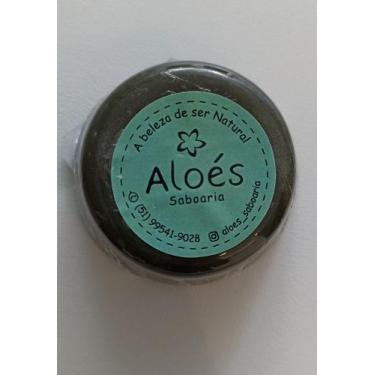 A beleza de ser Natural
Aloés
Saboaria
(51) 99541-9028
aloes_saboaria